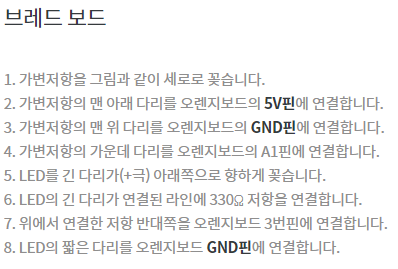 브레드 보드
1. 가변저항을 그림과 같이 세로로 꽂습니다.
2. 가변저항의 맨 아래 다리를 오렌지보드의 5V핀에 연결합니다.
3. 가변저항의 맨 위 다리를 오렌지보드의 GND핀에 연결합니다.
4. 가변저항의 가운데 다리를 오렌지보드의 A1핀에 연결합니다.
5. LED를 긴 다리가(+극) 아래쪽으로 향하게 꽂습니다.
6. LED의 긴 다리가 연결된 라인에 330Ω 저항을 연결합니다.
7. 위에서 연결한 저항 반대쪽을 오렌지보드 3번핀에 연결합니다.
8. LED의 짧은 다리를 오렌지보드 GND핀에 연결합니다.